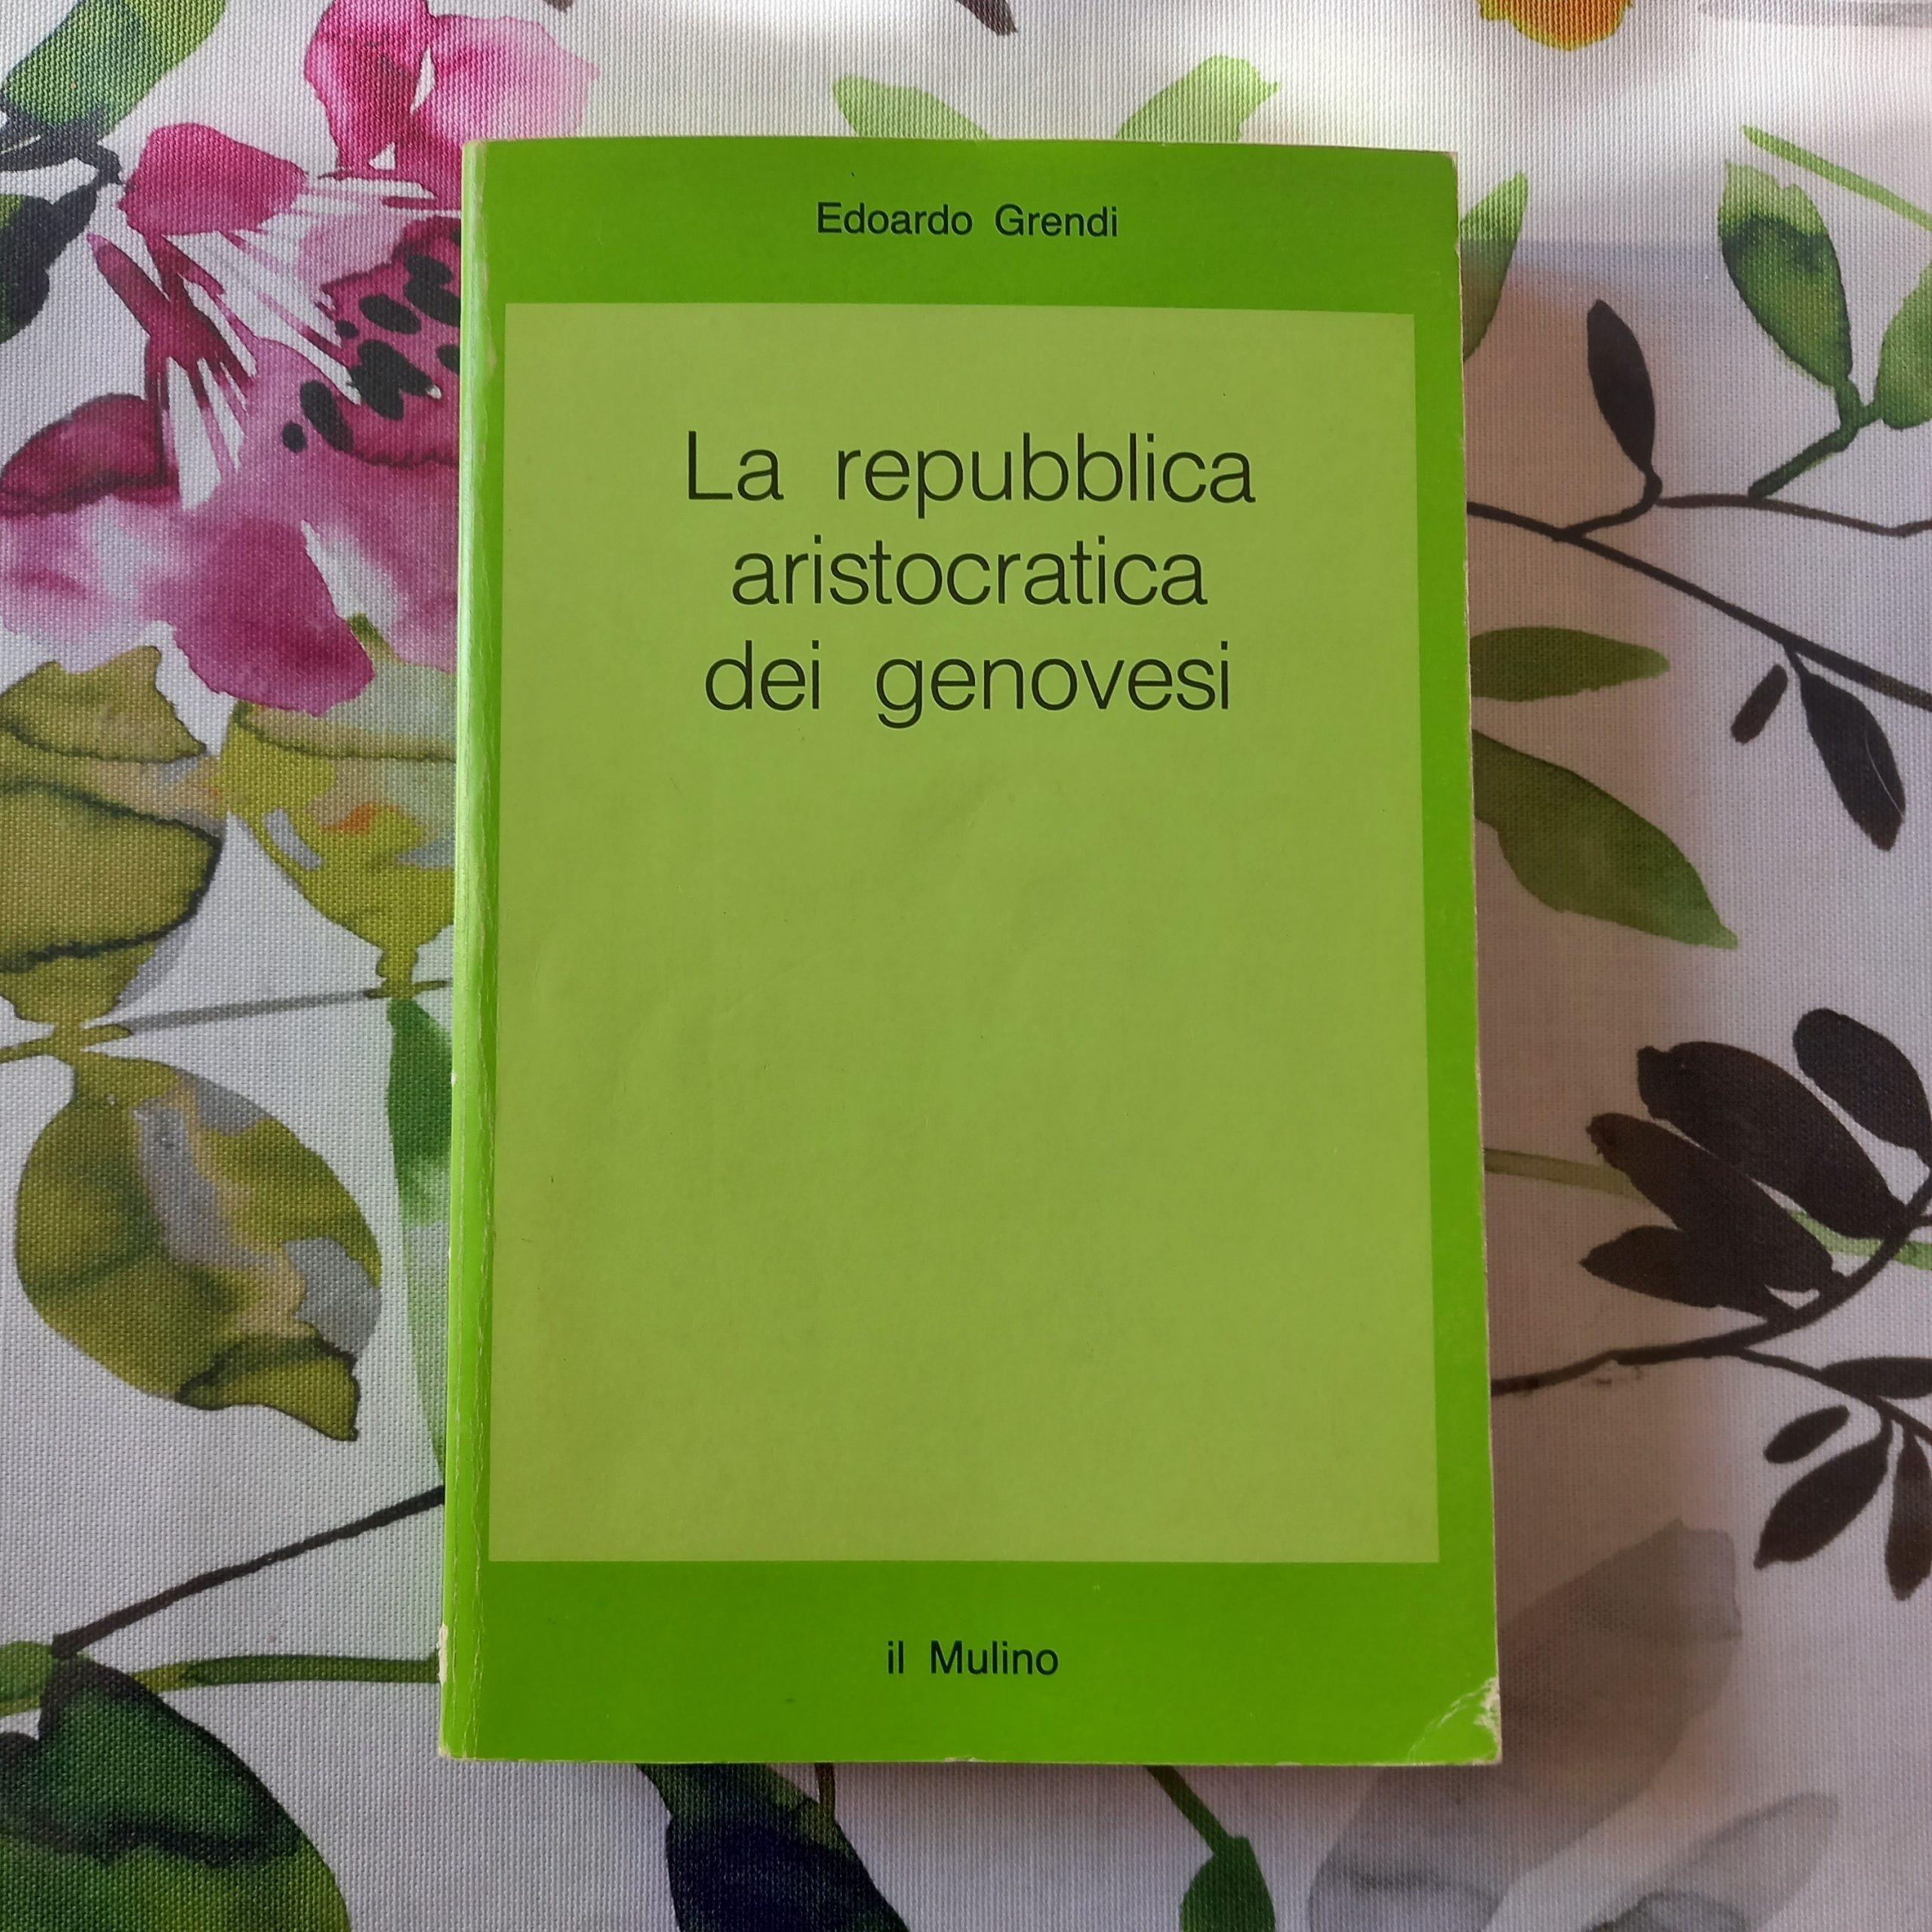 Edoardo Grendi
La repubblica
aristocratica
dei genovesi
il Mulino